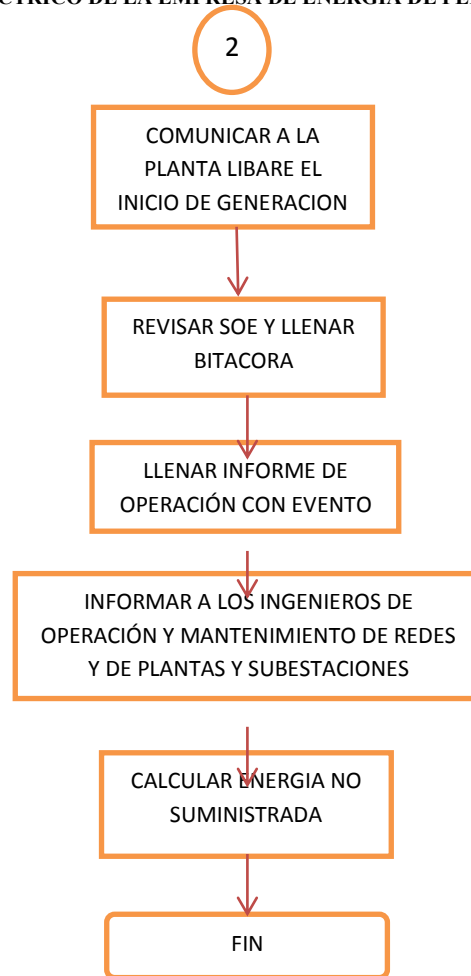 DE LA EMPRESA DE ENERGIA DE
2
COMUNICAR A LA
PLANTA LIBARE EL
INICIO DE GENERACION
REVISAR SOE Y LLENAR
BITACORA
LLENAR INFORME DE
OPERACIÓN CON EVENTO
INFORMAR A LOS INGENIEROS DE
OPERACIÓN Y MANTENIMIENTO DE REDES
Y DE PLANTAS Y SUBESTACIONES
CALCULAR ENERGIA NO
SUMINISTRADA
FIN